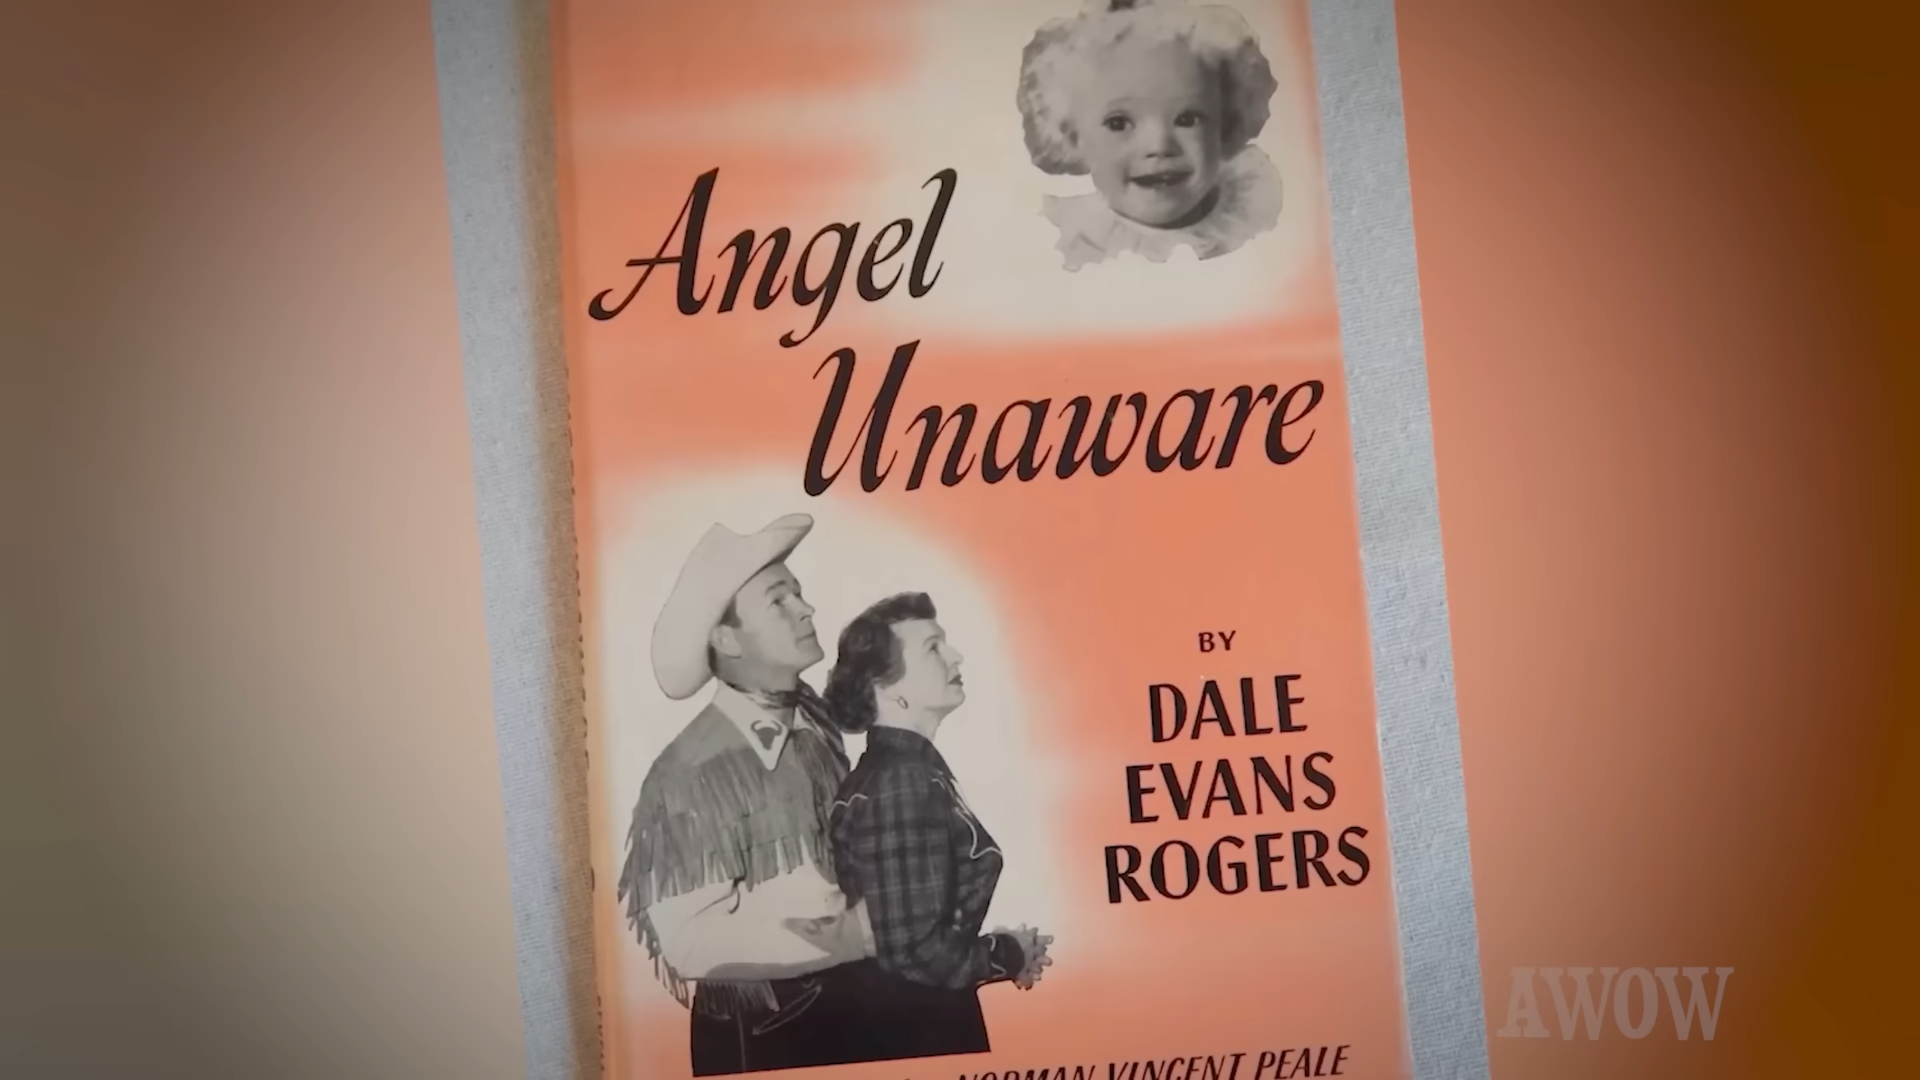 Angel
Unaware
BY
DALE
EVANS
ROGERS
NORMAN VINCENT PEALE
AWOW